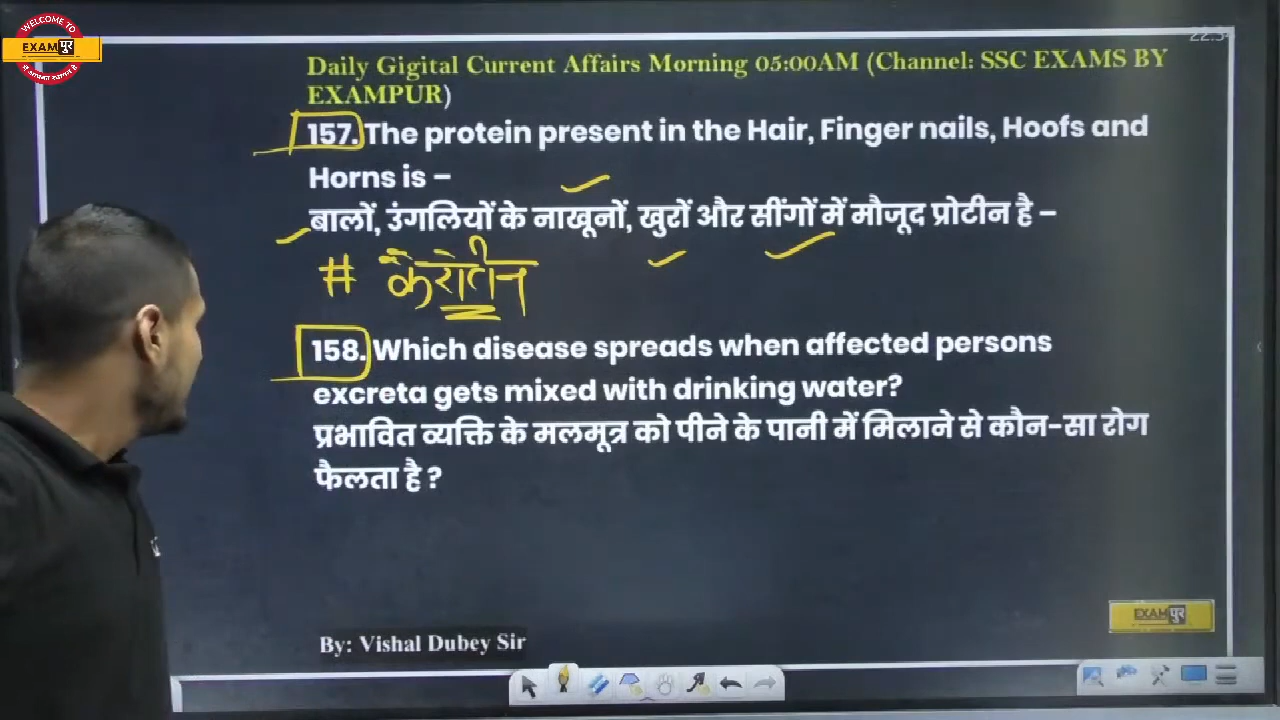 WELCOME TO
EXAMपुर
Daily Gigital Current Affairs Morning 05:00AM (Channel: SSC EXAMS BY
EXAMPUR)
157. The protein present in the Hair, Finger nails, Hoofs and
Horns is –
बालों, उंगलियों के नाखूनों, खुरों और सींगों में मौजूद प्रोटीन है –
# कैरोतीन
158. Which disease spreads when affected persons
excreta gets mixed with drinking water?
प्रभावित व्यक्ति के मलमूत्र को पीने के पानी में मिलाने से कौन-सा रोग
फैलता है ?
EXAMपुर
By: Vishal Dubey Sir